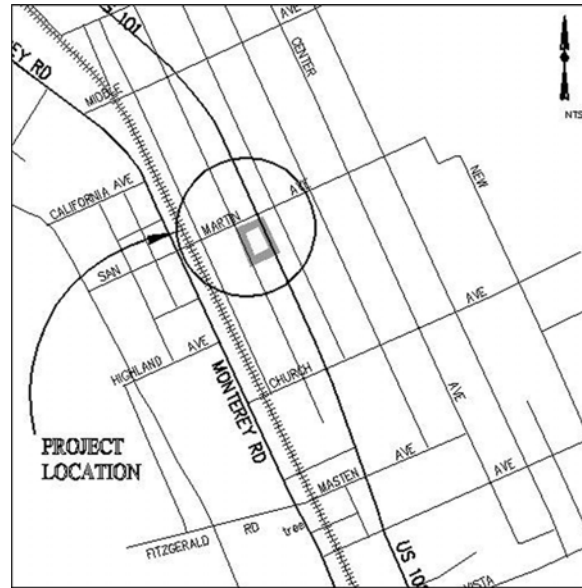 S 101
EY RD
MIDDLE AVE
CENTER
NTS
NEW
CALIFORNIA AVE
SAN MARTIN AVE
HIGHLAND AVE
MONTEREY RD
CHURCH AVE
AVE
PROJECT
LOCATION
MASTEN AVE
AVE
FITZGERALD RD
tree
US 10
VISTA